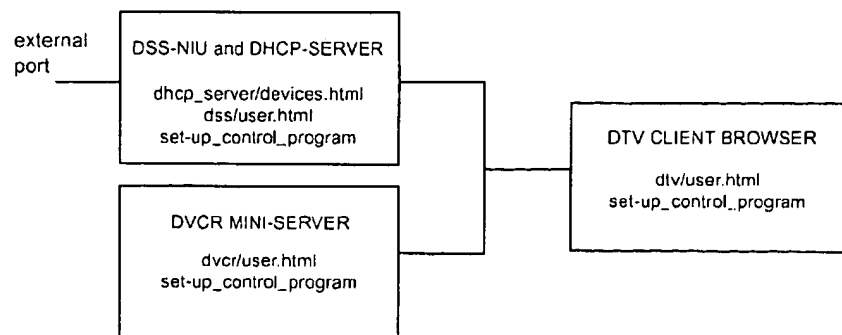 external
port
DSS-NIU and DHCP-SERVER
dhcp_server/devices.html
dss/user.html
set-up_control_program
DVCR MINI-SERVER
dvcr/user.html
set-up_control_program
DTV CLIENT BROWSER
dtv/user.html
set-up_control_program